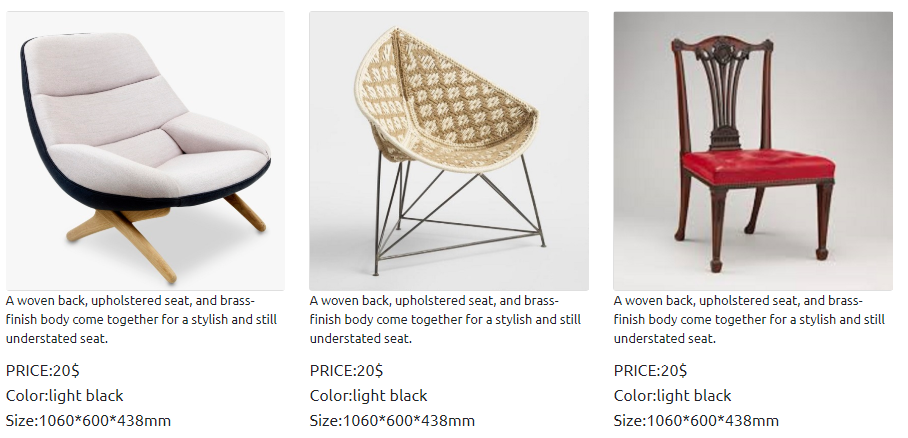 A woven back, upholstered seat, and brass-
finish body come together for a stylish and still
understated seat.
PRICE:20$
Color:light black
Size:1060*600*438mm
A woven back, upholstered seat, and brass-
finish body come together for a stylish and still
understated seat.
PRICE:20$
Color:light black
Size:1060*600*438mm
A woven back, upholstered seat, and brass-
finish body come together for a stylish and still
understated seat.
PRICE:20$
Color:light black
Size:1060*600*438mm